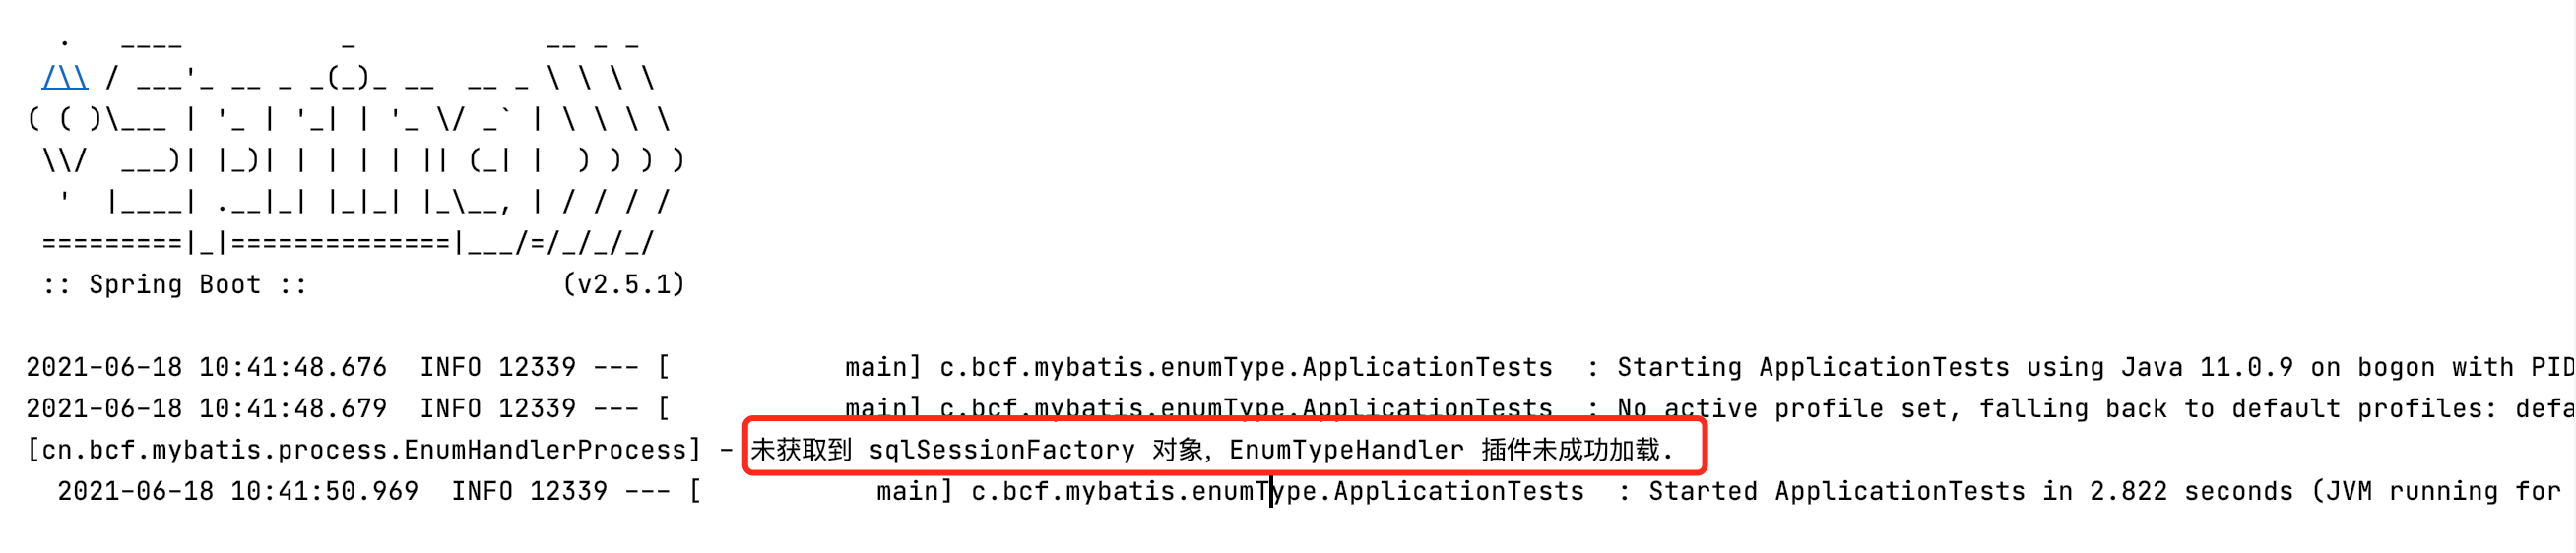 .   ____          _            __ _ _
 /\\ / ___'_ __ _ _(_)_ __  __ _ \ \ \ \
( ( )\___ | '_ | '_| | '_ \/ _` | \ \ \ \
 \\/  ___)| |_)| | | | | || (_| |  ) ) ) )
  '  |____| .__|_| |_|_| |_\__, | / / / /
 =========|_|==============|___/=/_/_/_/
 :: Spring Boot ::                (v2.5.1)
2021-06-18 10:41:48.676  INFO 12339 --- [           main] c.bcf.mybatis.enumType.ApplicationTests  : Starting ApplicationTests using Java 11.0.9 on bogon with PID
2021-06-18 10:41:48.679  INFO 12339 --- [           main] c.bcf.mybatis.enumType.ApplicationTests  : No active profile set, falling back to default profiles: defa
[cn.bcf.mybatis.process.EnumHandlerProcess] - 未获取到 sqlSessionFactory 对象，EnumTypeHandler 插件未成功加载.
  2021-06-18 10:41:50.969  INFO 12339 --- [           main] c.bcf.mybatis.enumType.ApplicationTests  : Started ApplicationTests in 2.822 seconds (JVM running for